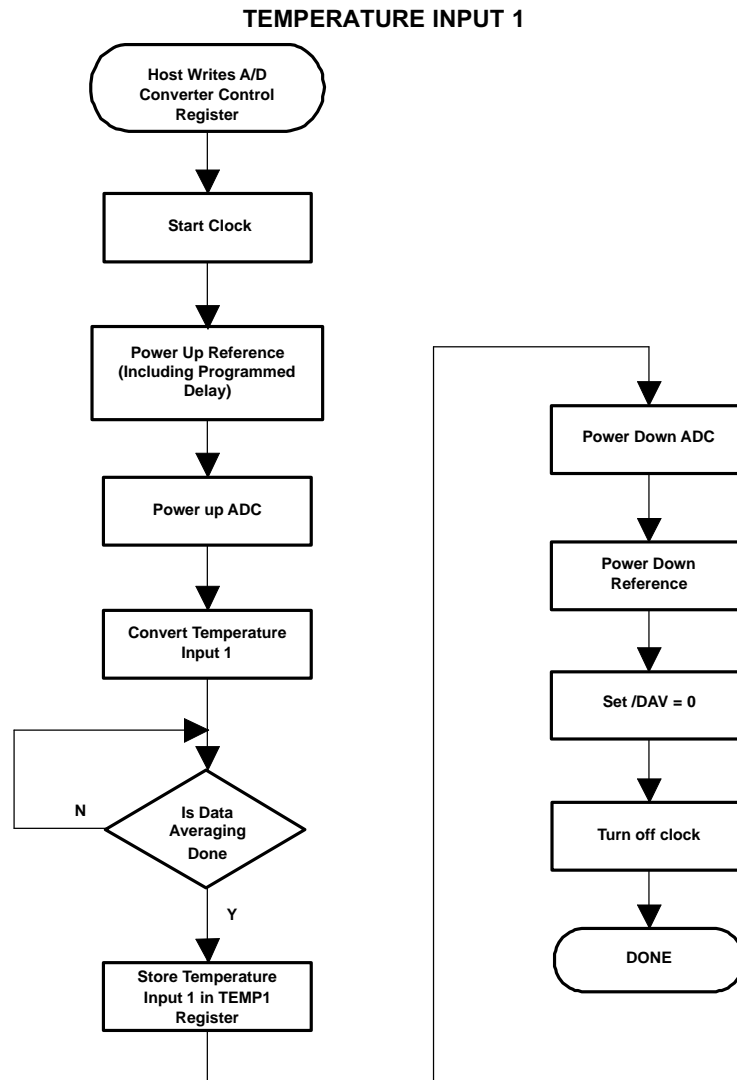 TEMPERATURE INPUT 1
Host Writes A/D
Converter Control
Register
Start Clock
Power Up Reference
(Including Programmed
Delay)
Power up ADC
Convert Temperature
Input 1
N
Is Data
Averaging
Done
Y
Store Temperature
Input 1 in TEMP1
Register
Power Down ADC
Power Down
Reference
Set /DAV = 0
Turn off clock
DONE